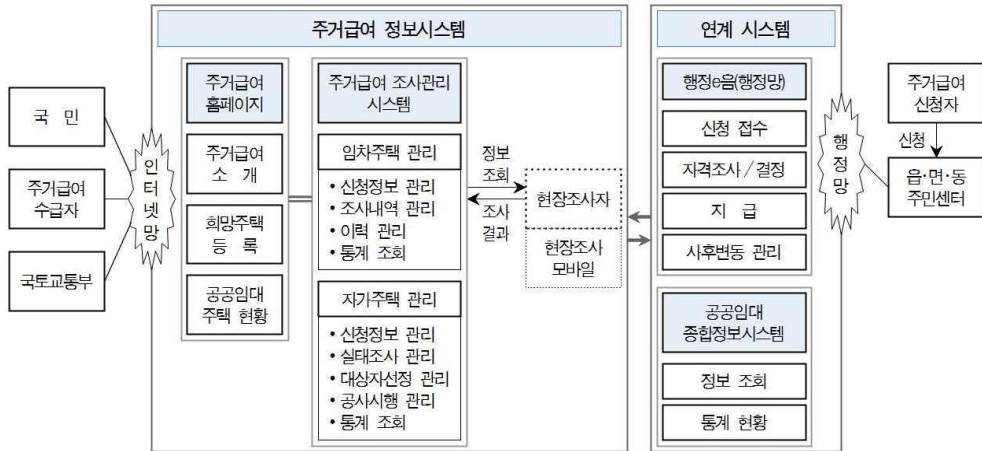 주거급여 정보시스템
연계 시스템
국 민
주거급여
수급자
국토교통부
인터넷망
주거급여
홈페이지
주거급여
소 개
희망주택
등 록
공공임대
주택 현황
주거급여 조사관리
시스템
임차주택 관리
• 신청정보 관리
• 조사내역 관리
• 이력 관리
• 통계 조회
자가주택 관리
• 신청정보 관리
• 실태조사 관리
• 대상자선정 관리
• 공사시행 관리
• 통계 조회
정보
조회
조사
결과
현장조사자
현장조사
모바일
행정e음(행정망)
신청 접수
자격조사/결정
지 급
사후변동 관리
공공임대
종합정보시스템
정보 조회
통계 현황
행정망
주거급여
신청자
신청
읍·면·동
주민센터